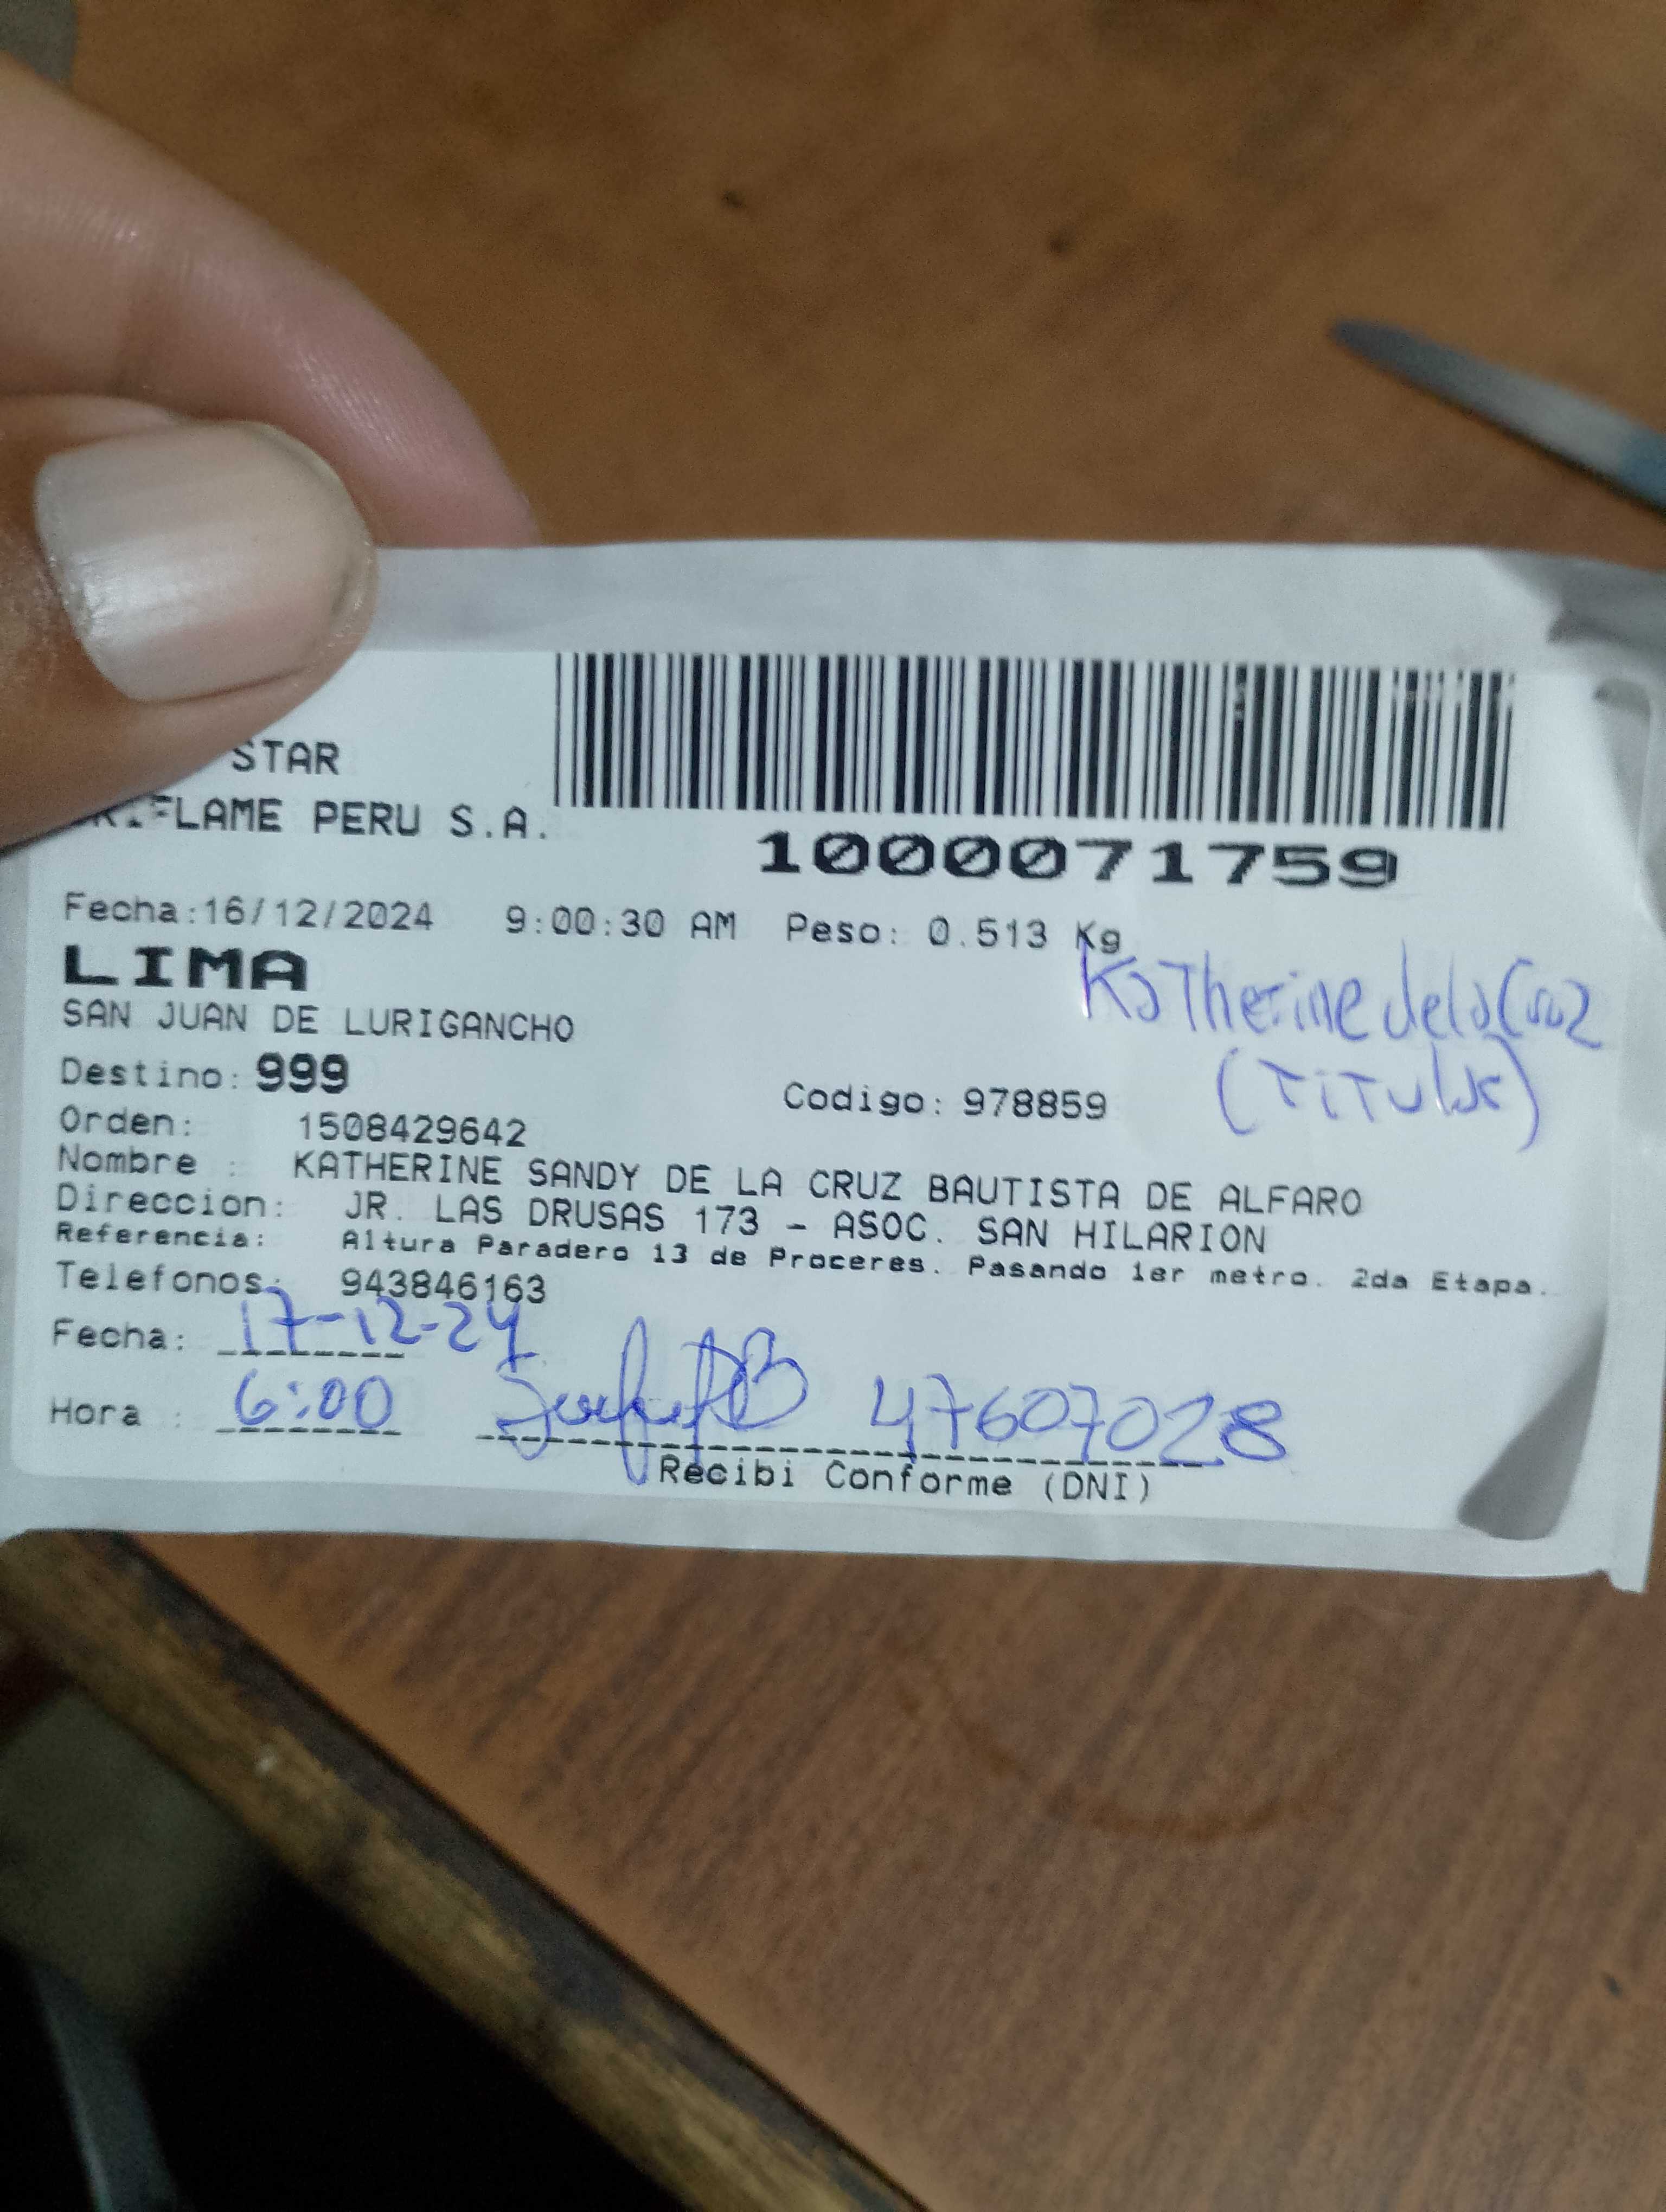 STAR
RIFLAME PERU S.A.
1000071759
Fecha:16/12/2024 9:00:30 AM Peso: 0.513 Kg
LIMA
Katherine dela Cruz
SAN JUAN DE LURIGANCHO
(Titular)
Destino: 999
Codigo: 978859
Orden: 1508429642
Nombre : KATHERINE SANDY DE LA CRUZ BAUTISTA DE ALFARO
Direccion: JR. LAS DRUSAS 173 - ASOC. SAN HILARION
Referencia: Altura Paradero 13 de Proceres. Pasando 1er metro. 2da Etapa.
Telefonos: 943846163
Fecha: 17-12-24
Hora : 6:00 47607028
Recibi Conforme (DNI)